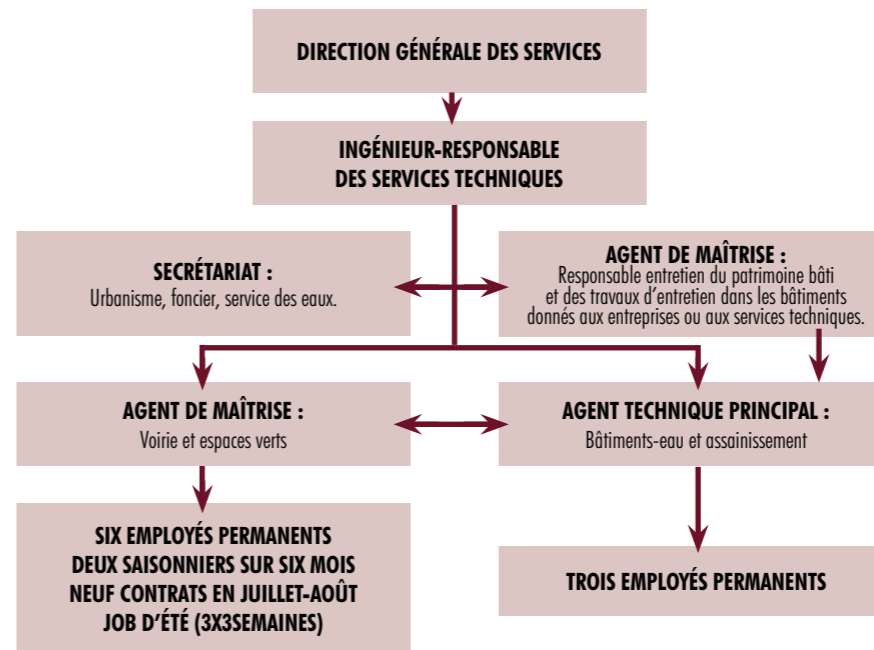 DIRECTION GÉNÉRALE DES SERVICES
INGÉNIEUR-RESPONSABLE
DES SERVICES TECHNIQUES
SECRÉTARIAT :
Urbanisme, foncier, service des eaux.
AGENT DE MAÎTRISE :
Responsable entretien du patrimoine bâti
et des travaux d'entretien dans les bâtiments
donnés aux entreprises ou aux services techniques.
AGENT DE MAÎTRISE :
Voirie et espaces verts
AGENT TECHNIQUE PRINCIPAL :
Bâtiments-eau et assainissement
SIX EMPLOYÉS PERMANENTS
DEUX SAISONNIERS SUR SIX MOIS
NEUF CONTRATS EN JUILLET-AOÛT
JOB D'ÉTÉ (3X3SEMAINES)
TROIS EMPLOYÉS PERMANENTS